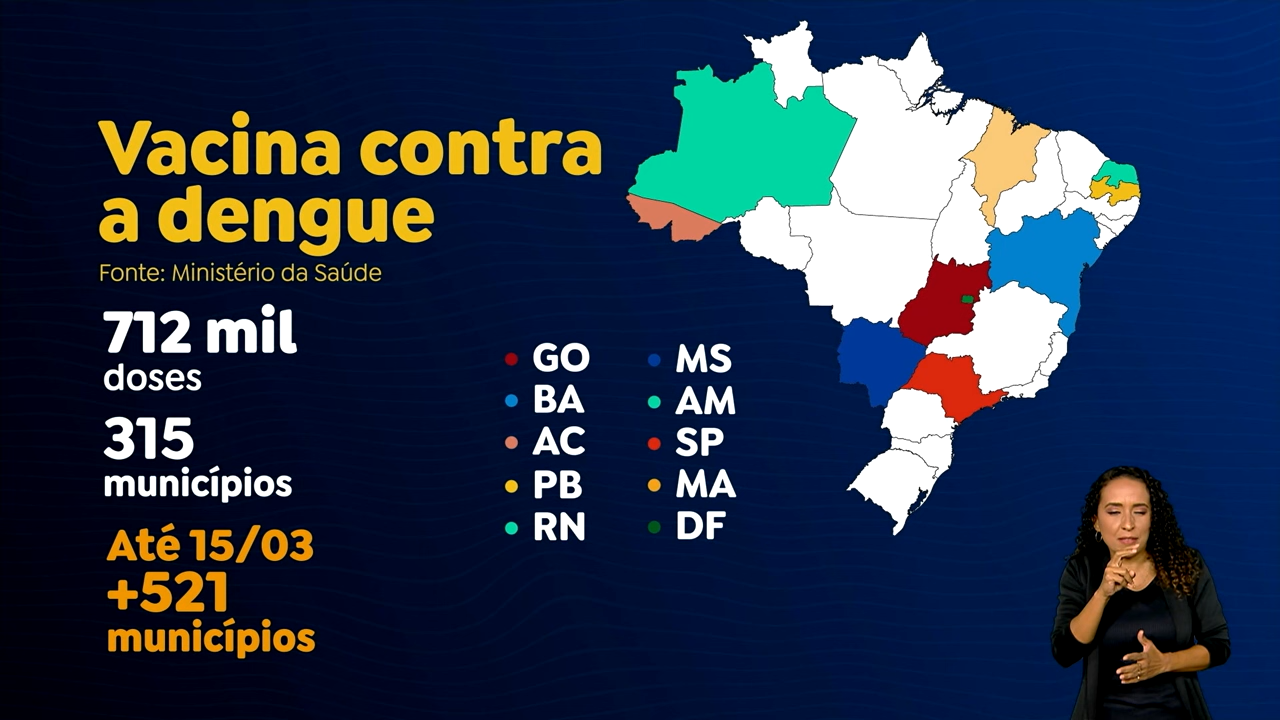 Vacina contra
a dengue
Fonte: Ministério da Saúde
712 mil
doses
315
municípios
Até 15/03
+521
municípios
GO
BA
AC
PB
RN
MS
AM
SP
MA
DF